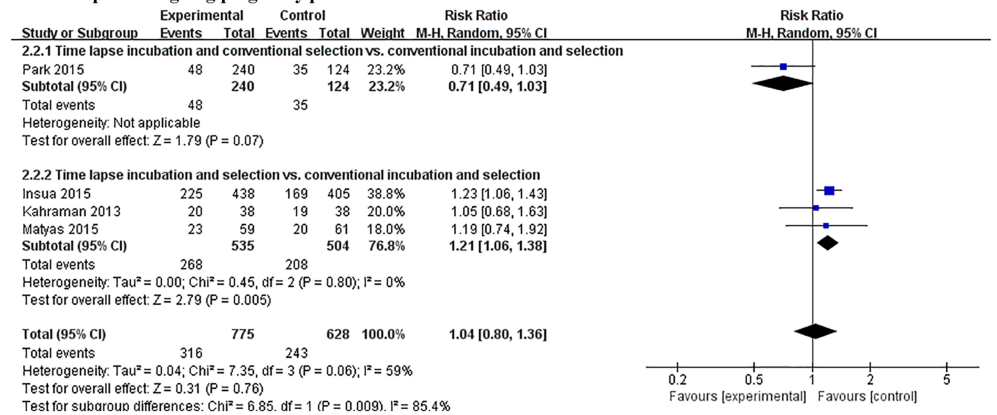 Experimental Control Risk Ratio Risk Ratio
Study or Subgroup Events Total Events Total Weight M-H, Random, 95% CI M-H, Random, 95% CI
2.2.1 Time lapse incubation and conventional selection vs. conventional incubation and selection
Park 2015 48 240 35 124 23.2% 0.71 [0.49, 1.03]
Subtotal (95% CI) 240 124 23.2% 0.71 [0.49, 1.03]
Total events 48 35
Heterogeneity: Not applicable
Test for overall effect: Z = 1.79 (P = 0.07)
2.2.2 Time lapse incubation and selection vs. conventional incubation and selection
Insua 2015 225 438 169 405 38.8% 1.23 [1.06, 1.43]
Kahraman 2013 20 38 19 38 20.0% 1.05 [0.68, 1.63]
Matyas 2015 23 59 20 61 18.0% 1.19 [0.74, 1.92]
Subtotal (95% CI) 535 504 76.8% 1.21 [1.06, 1.38]
Total events 268 208
Heterogeneity: Tau² = 0.00; Chi² = 0.45, df = 2 (P = 0.80); I² = 0%
Test for overall effect: Z = 2.79 (P = 0.005)
Total (95% CI) 775 628 100.0% 1.04 [0.80, 1.36]
Total events 316 243
Heterogeneity: Tau² = 0.04; Chi² = 7.35, df = 3 (P = 0.06); I² = 59%
Test for overall effect: Z = 0.31 (P = 0.76)
Test for subgroup differences: Chi² = 6.85, df = 1 (P = 0.009), I² = 85.4%
0.2 0.5 1 2 5
Favours [experimental] Favours [control]